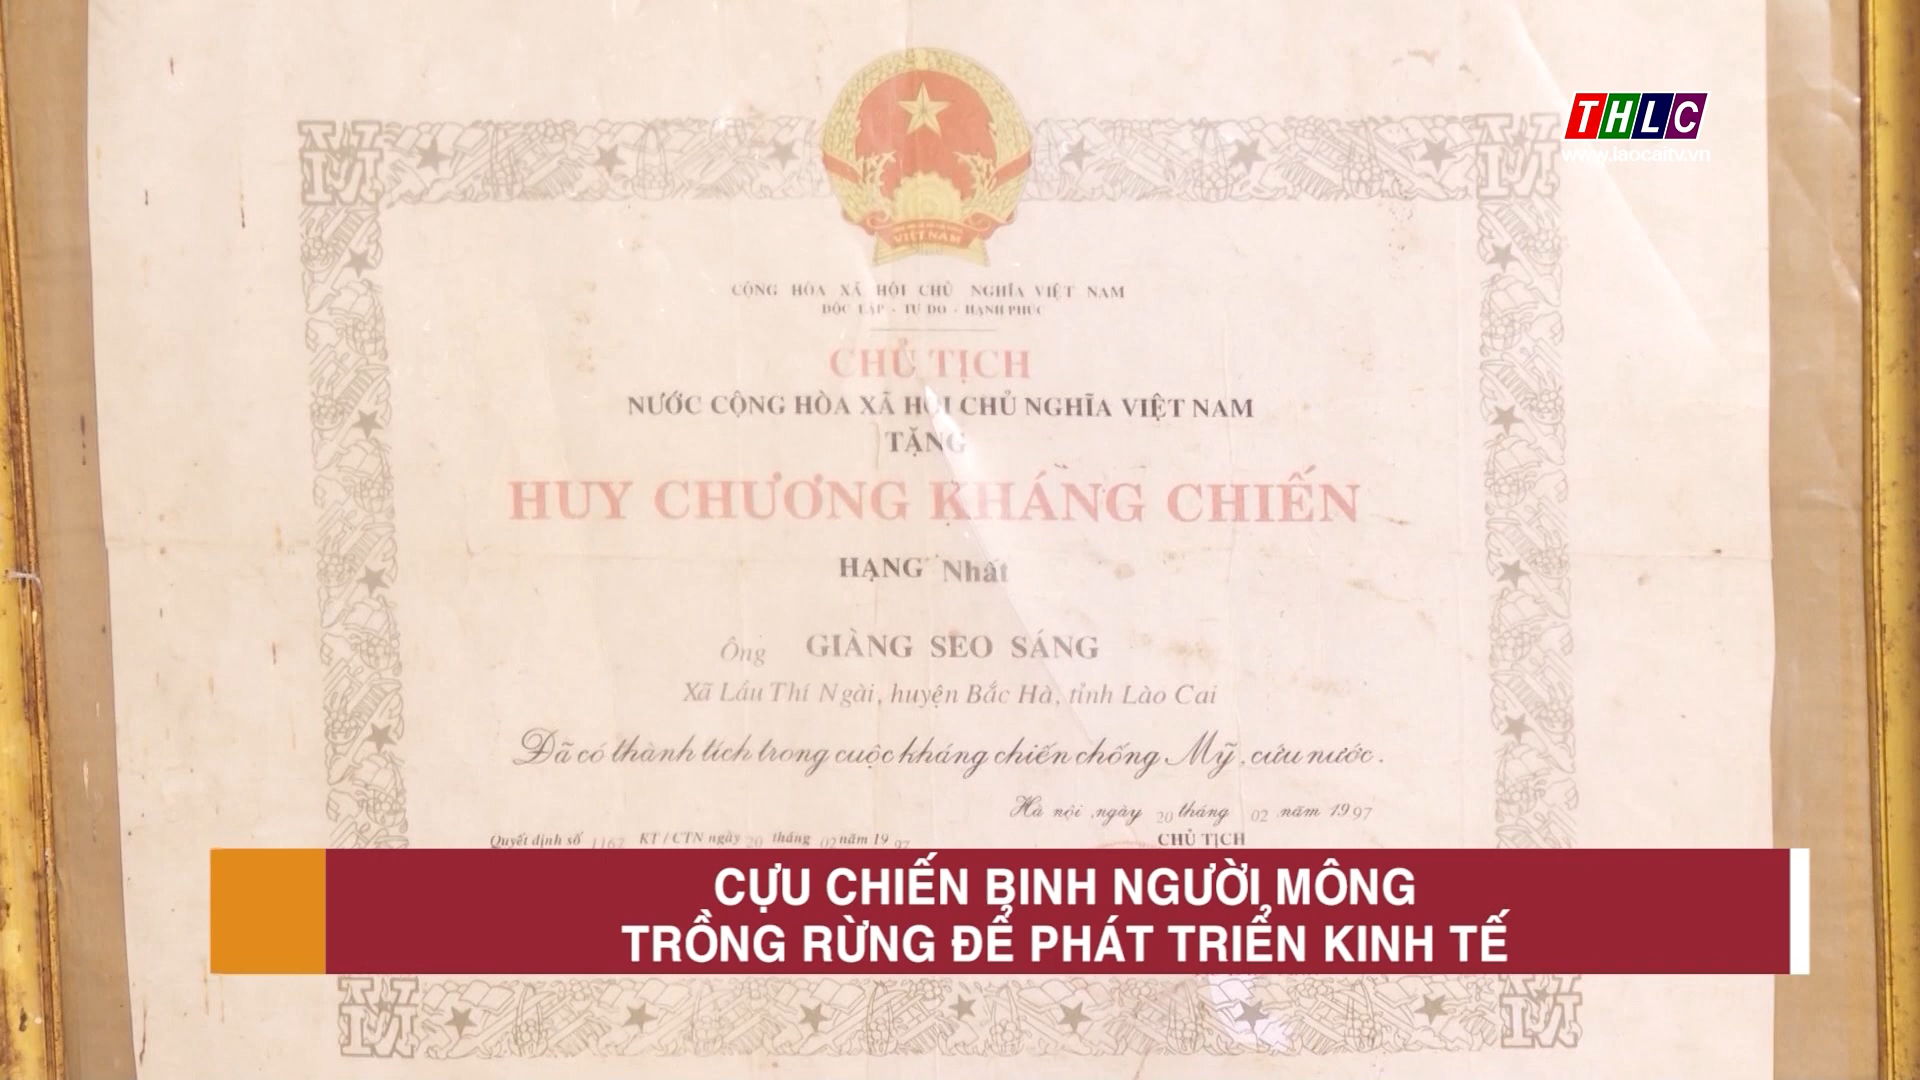 THLC
www.laocaitv.vn
VIỆT NAM
CỘNG HÒA XÃ HỘI CHỦ NGHĨA VIỆT NAM
ĐỘC LẬP - TỰ DO - HẠNH PHÚC
CHỦ TỊCH
NƯỚC CỘNG HÒA XÃ HỘI CHỦ NGHĨA VIỆT NAM
TẶNG
HUY CHƯƠNG KHÁNG CHIẾN
HẠNG Nhất
Ông GIÀNG SEO SÁNG
Xã Lầu Thí Ngài, huyện Bắc Hà, tỉnh Lào Cai
Đã có thành tích trong cuộc kháng chiến chống Mỹ, cứu nước.
Hà nội, ngày 20 tháng 02 năm 1997
Quyết định số 1162 KT/CTN ngày 20 tháng 02 năm 1997
CHỦ TỊCH
CỰU CHIẾN BINH NGƯỜI MÔNG
TRỒNG RỪNG ĐỂ PHÁT TRIỂN KINH TẾ